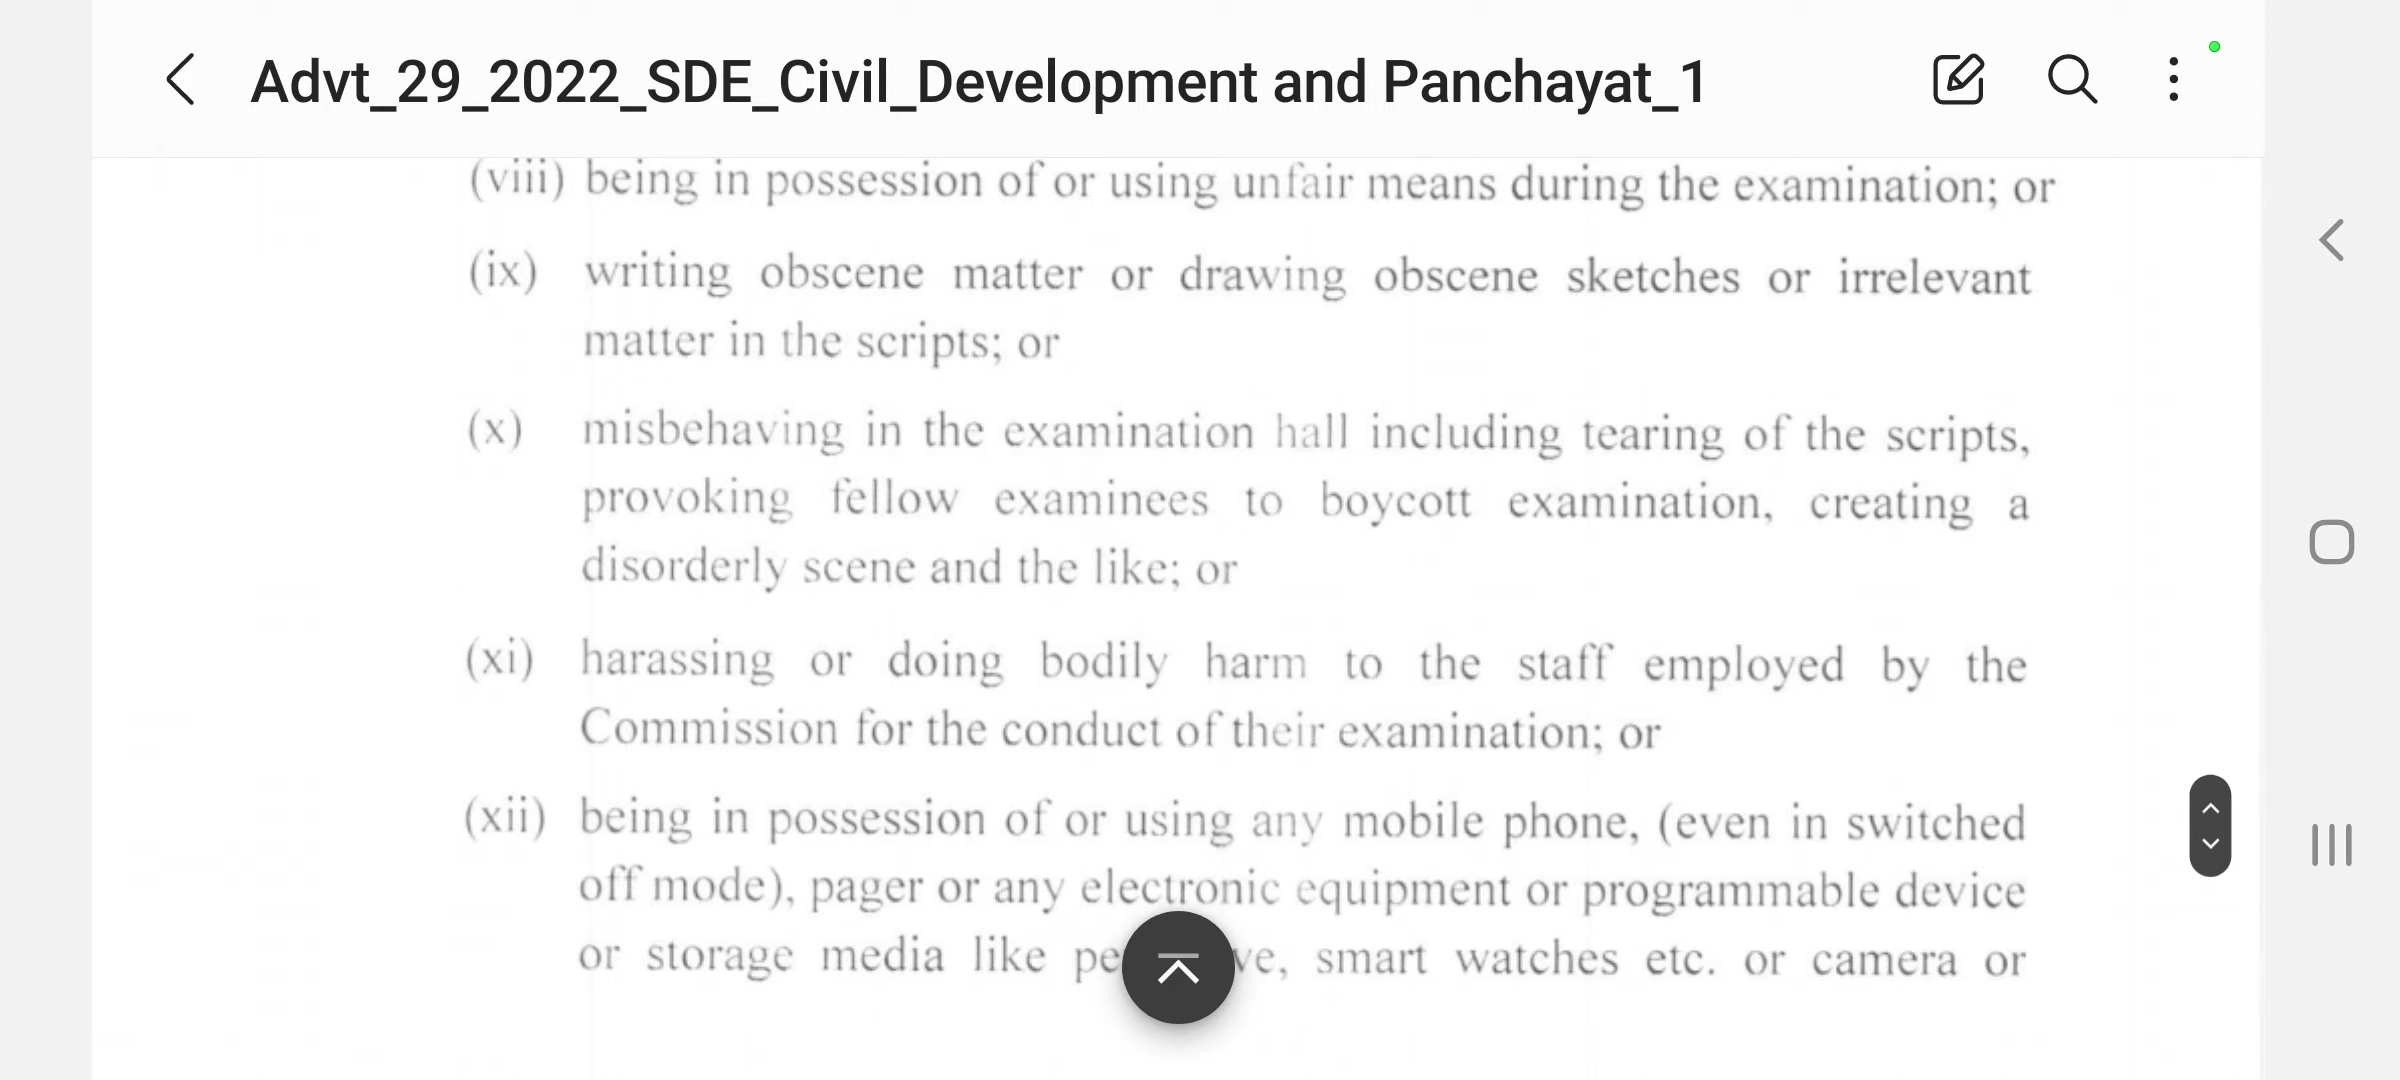 Advt_29_2022_SDE_Civil_Development and Panchayat_1
(viii) being in possession of or using unfair means during the examination; or
(ix) writing obscene matter or drawing obscene sketches or irrelevant
matter in the scripts; or
(x) misbehaving in the examination hall including tearing of the scripts,
provoking fellow examinees to boycott examination, creating a
disorderly scene and the like; or
(xi) harassing or doing bodily harm to the staff employed by the
Commission for the conduct of their examination; or
(xii) being in possession of or using any mobile phone, (even in switched
off mode), pager or any electronic equipment or programmable device
or storage media like smart watches etc. or camera or